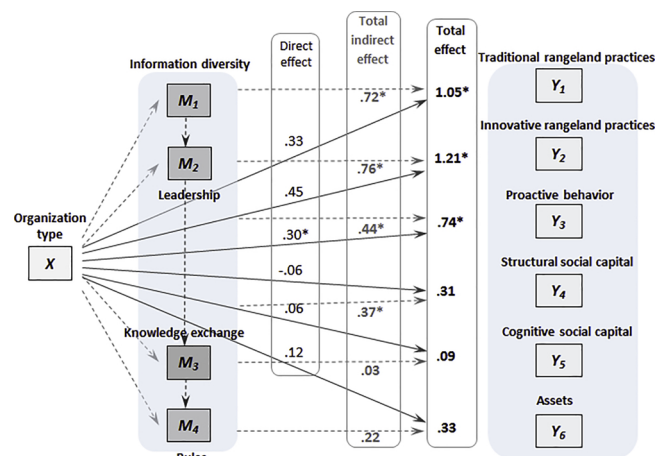 Direct
effect
Total
indirect
effect
Total
effect
Information diversity
M1
M2
Leadership
Knowledge exchange
M3
M4
Organization
type
X
.33
.45
.30*
-.06
.06
.12
.72*
.76*
.44*
.37*
.03
.22
1.05*
1.21*
.74*
.31
.09
.33
Traditional rangeland practices
Y1
Innovative rangeland practices
Y2
Proactive behavior
Y3
Structural social capital
Y4
Cognitive social capital
Y5
Assets
Y6